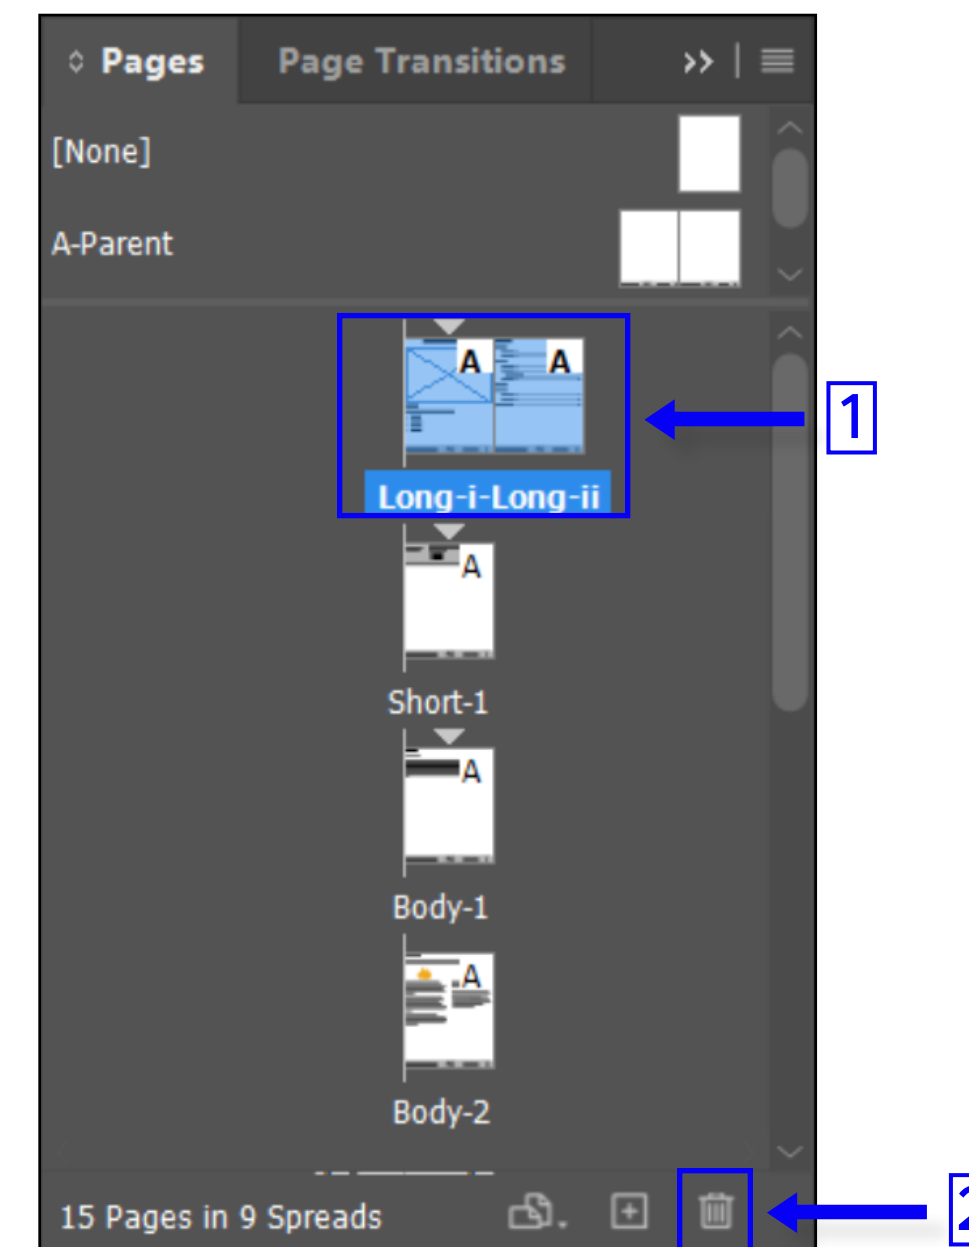 Pages
Page Transitions
[None]
A-Parent
A
A
1
Long-i-Long-ii
A
Short-1
A
Body-1
A
Body-2
15 Pages in 9 Spreads
2